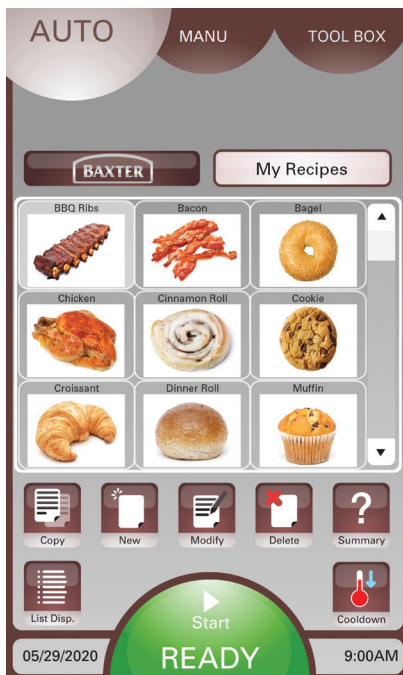 AUTO
MANU
TOOL BOX
BAXTER
My Recipes
BBQ Ribs
Bacon
Bagel
Chicken
Cinnamon Roll
Cookie
Croissant
Dinner Roll
Muffin
Copy
New
Modify
Delete
Summary
List Disp.
Start
Cooldown
05/29/2020
READY
9:00AM